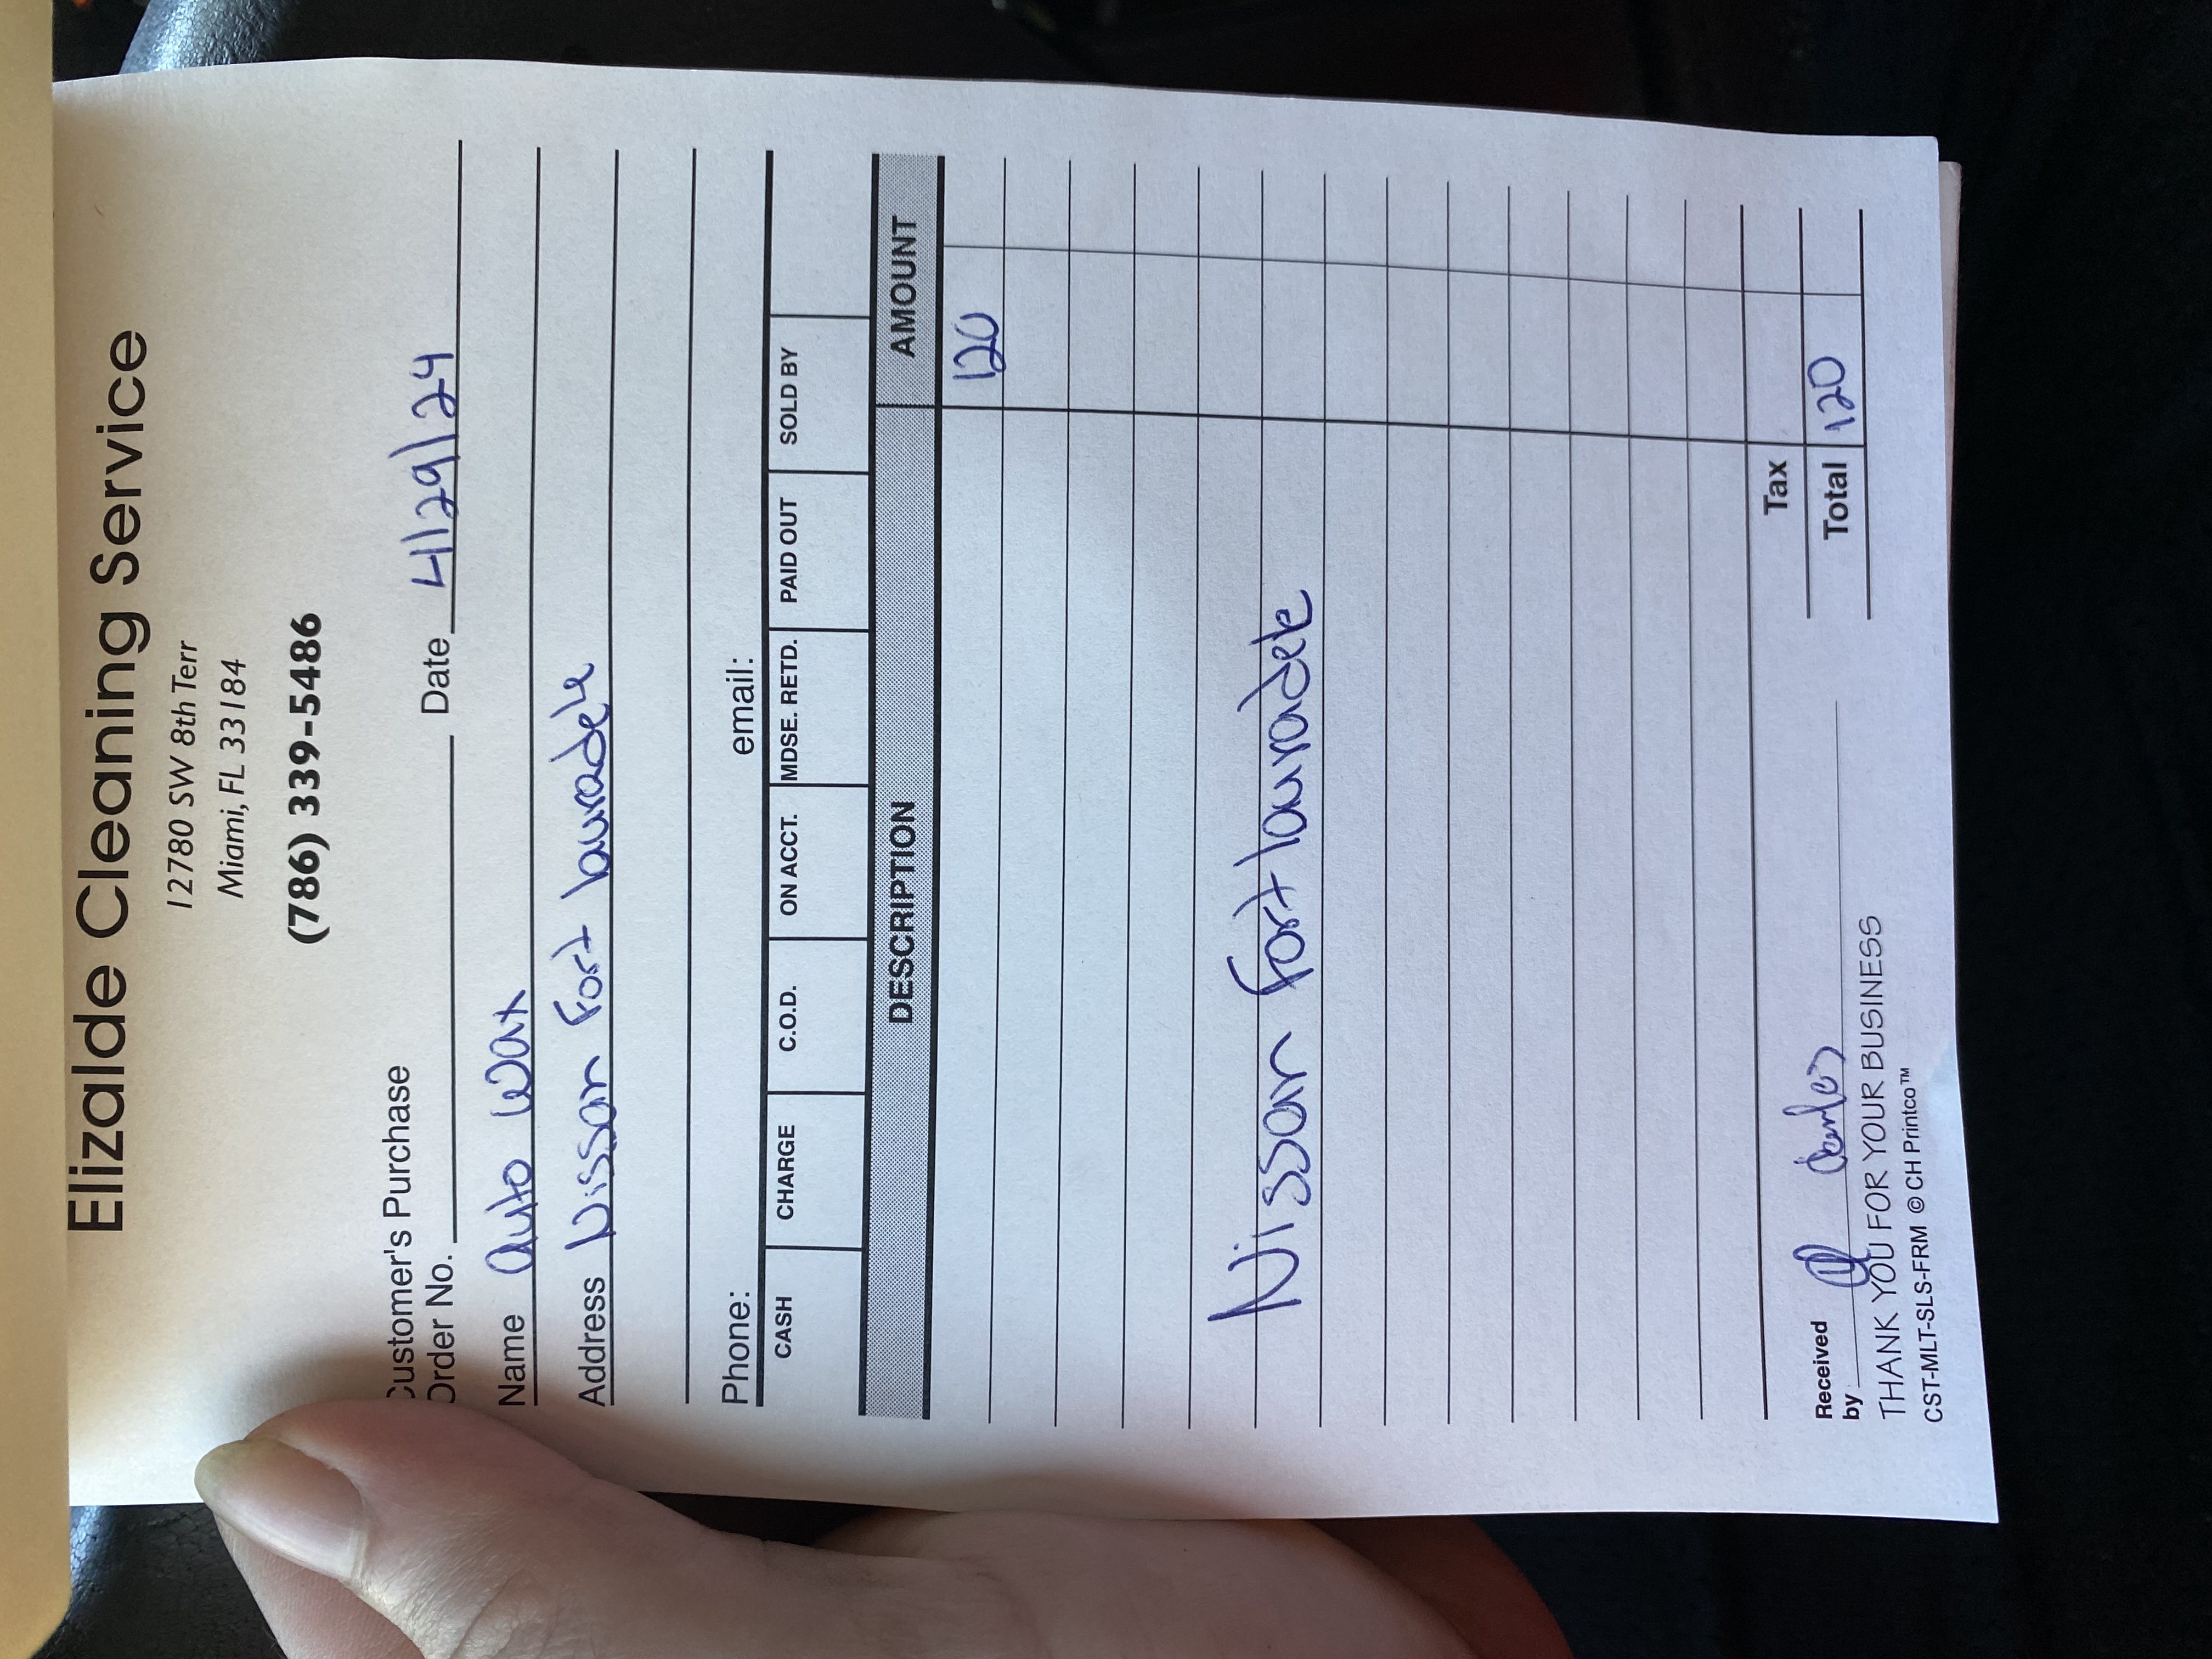 Elizalde Cleaning Service
12780 SW 8th Terr
Miami, FL 33184
(786) 339-5486
Customer's Purchase
Order No. Date 4/29/24
Name Auto Wax
Address Nissan Fort lauradele
Phone: email:
CASH CHARGE C.O.D. ON ACCT. MDSE. RETD. PAID OUT SOLD BY
DESCRIPTION AMOUNT
120
Nissan Fort lauradele
Tax
Received
by Total 120
THANK YOU FOR YOUR BUSINESS
CST-MLT-SLS-FRM © CH Printco™